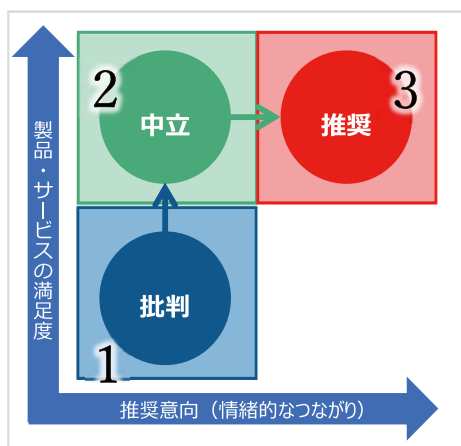 2
中立
推奨
3
批判
1
製品・サービスの満足度
推奨意向（情緒的なつながり）